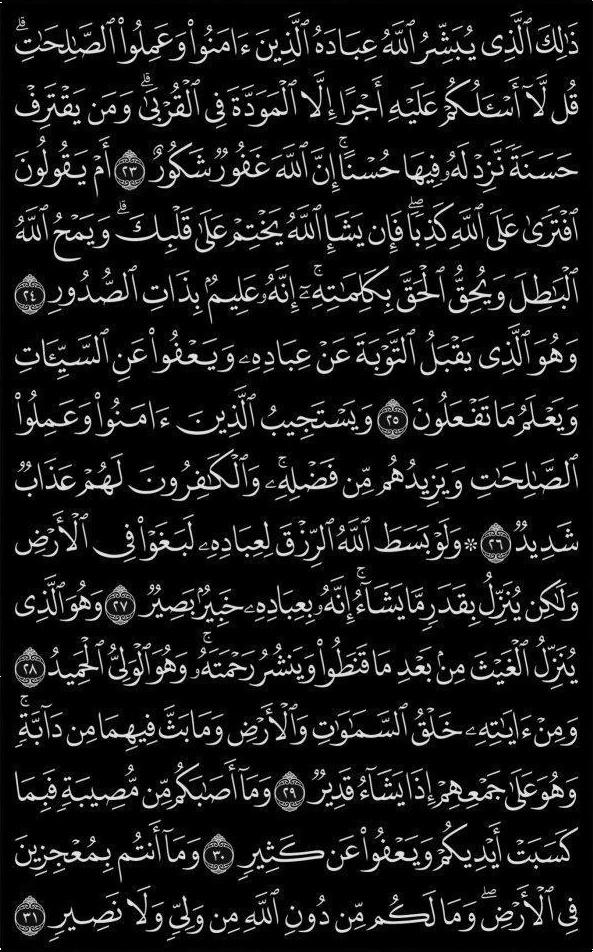 ذَٰلِكَ ٱلَّذِى يُبَشِّرُ ٱللَّهُ عِبَادَهُ ٱلَّذِينَ ءَامَنُوا۟ وَعَمِلُوا۟ ٱلصَّـٰلِحَـٰتِ ۗ
قُل لَّآ أَسْـَٔلُكُمْ عَلَيْهِ أَجْرًا إِلَّا ٱلْمَوَدَّةَ فِى ٱلْقُرْبَىٰ ۗ وَمَن يَقْتَرِفْ
حَسَنَةً نَّزِدْ لَهُۥ فِيهَا حُسْنًا ۚ إِنَّ ٱللَّهَ غَفُورٌ شَكُورٌ ٢٣ أَمْ يَقُولُونَ
ٱفْتَرَىٰ عَلَى ٱللَّهِ كَذِبًا ۖ فَإِن يَشَإِ ٱللَّهُ يَخْتِمْ عَلَىٰ قَلْبِكَ ۗ وَيَمْحُ ٱللَّهُ
ٱلْبَـٰطِلَ وَيُحِقُّ ٱلْحَقَّ بِكَلِمَـٰتِهِۦٓ ۚ إِنَّهُۥ عَلِيمٌۢ بِذَاتِ ٱلصُّدُورِ ٢٤
وَهُوَ ٱلَّذِى يَقْبَلُ ٱلتَّوْبَةَ عَنْ عِبَادِهِۦ وَيَعْفُوا۟ عَنِ ٱلسَّيِّـَٔاتِ
وَيَعْلَمُ مَا تَفْعَلُونَ ٢٥ وَيَسْتَجِيبُ ٱلَّذِينَ ءَامَنُوا۟ وَعَمِلُوا۟
ٱلصَّـٰلِحَـٰتِ وَيَزِيدُهُم مِّن فَضْلِهِۦ ۚ وَٱلْكَـٰفِرُونَ لَهُمْ عَذَابٌ
شَدِيدٌ ٢٦ ۞ وَلَوْ بَسَطَ ٱللَّهُ ٱلرِّزْقَ لِعِبَادِهِۦ لَبَغَوْا۟ فِى ٱلْأَرْضِ
وَلَـٰكِن يُنَزِّلُ بِقَدَرٍ مَّا يَشَآءُ ۚ إِنَّهُۥ بِعِبَادِهِۦ خَبِيرٌۢ بَصِيرٌ ٢٧ وَهُوَ ٱلَّذِى
يُنَزِّلُ ٱلْغَيْثَ مِنۢ بَعْدِ مَا قَنَطُوا۟ وَيَنشُرُ رَحْمَتَهُۥ ۚ وَهُوَ ٱلْوَلِىُّ ٱلْحَمِيدُ ٢٨
وَمِنْ ءَايَـٰتِهِۦ خَلْقُ ٱلسَّمَـٰوَٰتِ وَٱلْأَرْضِ وَمَا بَثَّ فِيهِمَا مِن دَآبَّةٍ ۚ
وَهُوَ عَلَىٰ جَمْعِهِمْ إِذَا يَشَآءُ قَدِيرٌ ٢٩ وَمَآ أَصَـٰبَكُم مِّن مُّصِيبَةٍ فَبِمَا
كَسَبَتْ أَيْدِيكُمْ وَيَعْفُوا۟ عَن كَثِيرٍ ٣٠ وَمَآ أَنتُم بِمُعْجِزِينَ
فِى ٱلْأَرْضِ ۖ وَمَا لَكُم مِّن دُونِ ٱللَّهِ مِن وَلِىٍّ وَلَا نَصِيرٍ ٣١